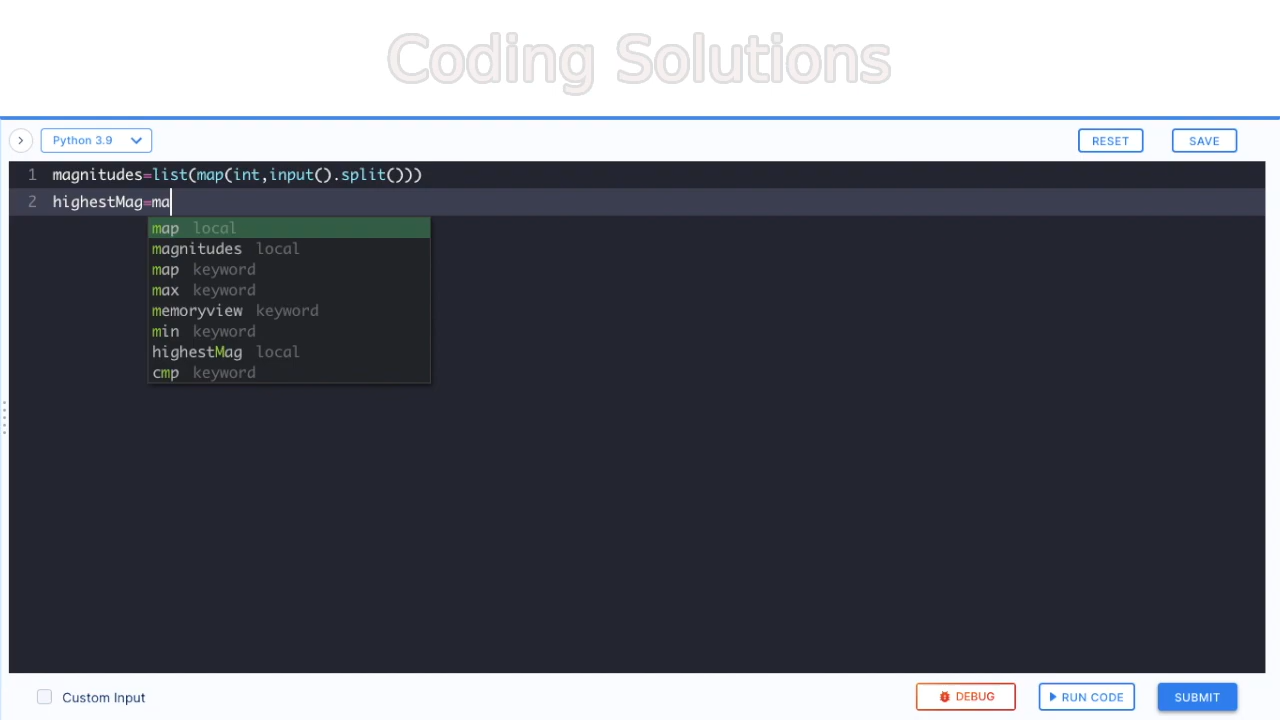 Coding Solutions
Python 3.9
RESET
SAVE
1 magnitudes=list(map(int,input().split()))
2 highestMag=ma
map local
magnitudes local
map keyword
max keyword
memoryview keyword
min keyword
highestMag local
cmp keyword
Custom Input
DEBUG
RUN CODE
SUBMIT